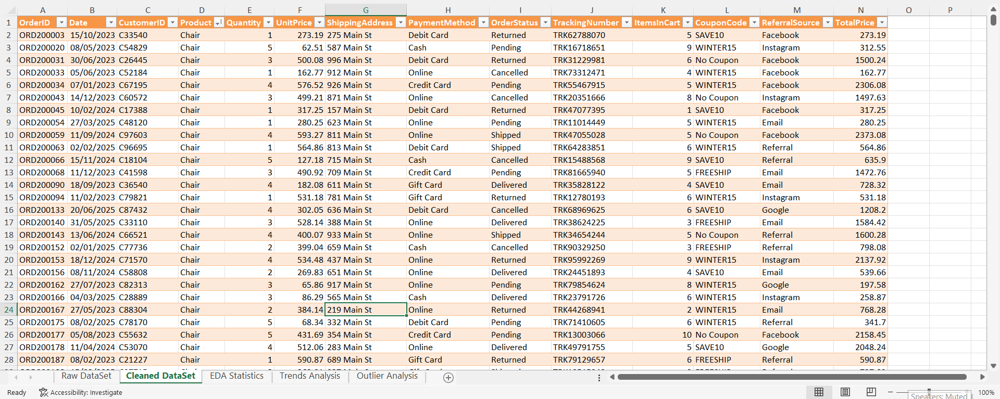 A B C D E F G H I J K L M N O P
1 OrderID Date CustomerID Product Quantity UnitPrice ShippingAddress PaymentMethod OrderStatus TrackingNumber ItemsInCart CouponCode ReferralSource TotalPrice
2 ORD200003 15/10/2023 C33540 Chair 1 273.19 275 Main St Debit Card Returned TRK62788070 5 SAVE10 Facebook 273.19
3 ORD200020 08/05/2023 C54829 Chair 5 62.51 587 Main St Cash Pending TRK16718651 9 WINTER15 Instagram 312.55
4 ORD200031 30/06/2023 C26445 Chair 3 500.08 996 Main St Debit Card Returned TRK31229981 6 No Coupon Facebook 1500.24
5 ORD200033 05/06/2023 C52184 Chair 1 162.77 912 Main St Online Cancelled TRK73312471 4 WINTER15 Facebook 162.77
6 ORD200034 07/01/2023 C67195 Chair 4 576.52 926 Main St Credit Card Pending TRK55467915 5 WINTER15 Facebook 2306.08
7 ORD200043 14/12/2023 C60572 Chair 3 499.21 871 Main St Online Cancelled TRK20351666 8 No Coupon Instagram 1497.63
8 ORD200045 10/02/2024 C17388 Chair 1 317.25 157 Main St Debit Card Returned TRK47077395 1 SAVE10 Facebook 317.25
9 ORD200054 27/03/2025 C48120 Chair 1 280.25 623 Main St Online Pending TRK11014449 5 WINTER15 Email 280.25
10 ORD200059 11/09/2024 C97603 Chair 4 593.27 811 Main St Online Shipped TRK47055028 5 No Coupon Facebook 2373.08
11 ORD200063 02/02/2025 C96695 Chair 1 564.86 813 Main St Debit Card Shipped TRK64283851 6 WINTER15 Referral 564.86
12 ORD200066 15/11/2024 C18104 Chair 5 127.18 715 Main St Cash Cancelled TRK15488568 9 SAVE10 Referral 635.9
13 ORD200068 11/12/2023 C41598 Chair 3 490.92 709 Main St Credit Card Pending TRK81665940 5 FREESHIP Email 1472.76
14 ORD200090 18/09/2023 C36540 Chair 4 182.08 611 Main St Gift Card Delivered TRK35828122 4 SAVE10 Email 728.32
15 ORD200094 11/02/2023 C79821 Chair 1 531.18 781 Main St Gift Card Returned TRK12780193 6 WINTER15 Instagram 531.18
16 ORD200133 20/06/2025 C87432 Chair 4 302.05 636 Main St Debit Card Cancelled TRK68969625 6 SAVE10 Google 1208.2
17 ORD200140 31/05/2025 C33110 Chair 3 528.14 388 Main St Online Delivered TRK38624225 3 FREESHIP Email 1584.42
18 ORD200143 13/06/2024 C66521 Chair 4 400.07 933 Main St Online Shipped TRK34654244 5 No Coupon Referral 1600.28
19 ORD200152 02/01/2025 C77736 Chair 2 399.04 659 Main St Cash Cancelled TRK90329250 3 FREESHIP Referral 798.08
20 ORD200153 18/12/2024 C71570 Chair 4 534.48 437 Main St Online Returned TRK95992269 9 WINTER15 Instagram 2137.92
21 ORD200156 08/11/2024 C58808 Chair 2 269.83 651 Main St Online Delivered TRK24451893 4 SAVE10 Email 539.66
22 ORD200162 27/07/2023 C82313 Chair 3 65.86 917 Main St Online Pending TRK79854624 8 WINTER15 Google 197.58
23 ORD200166 04/03/2025 C28889 Chair 3 86.29 565 Main St Cash Delivered TRK23791726 6 WINTER15 Instagram 258.87
24 ORD200167 27/05/2023 C88304 Chair 2 384.14 219 Main St Online Returned TRK44268941 2 WINTER15 Email 768.28
25 ORD200175 08/02/2025 C78170 Chair 5 68.34 332 Main St Debit Card Pending TRK71410605 6 WINTER15 Referral 341.7
26 ORD200177 05/08/2023 C55632 Chair 5 431.69 354 Main St Credit Card Pending TRK13003066 10 No Coupon Facebook 2158.45
27 ORD200178 11/04/2024 C53070 Chair 4 512.06 283 Main St Online Delivered TRK49791755 5 SAVE10 Google 2048.24
28 ORD200187 08/02/2023 C21227 Chair 1 590.87 689 Main St Gift Card Returned TRK79129657 6 FREESHIP Referral 590.87
Raw DataSet Cleaned DataSet EDA Statistics Trends Analysis Outlier Analysis
Ready Accessibility: Investigate 100%
Speakers: Muted